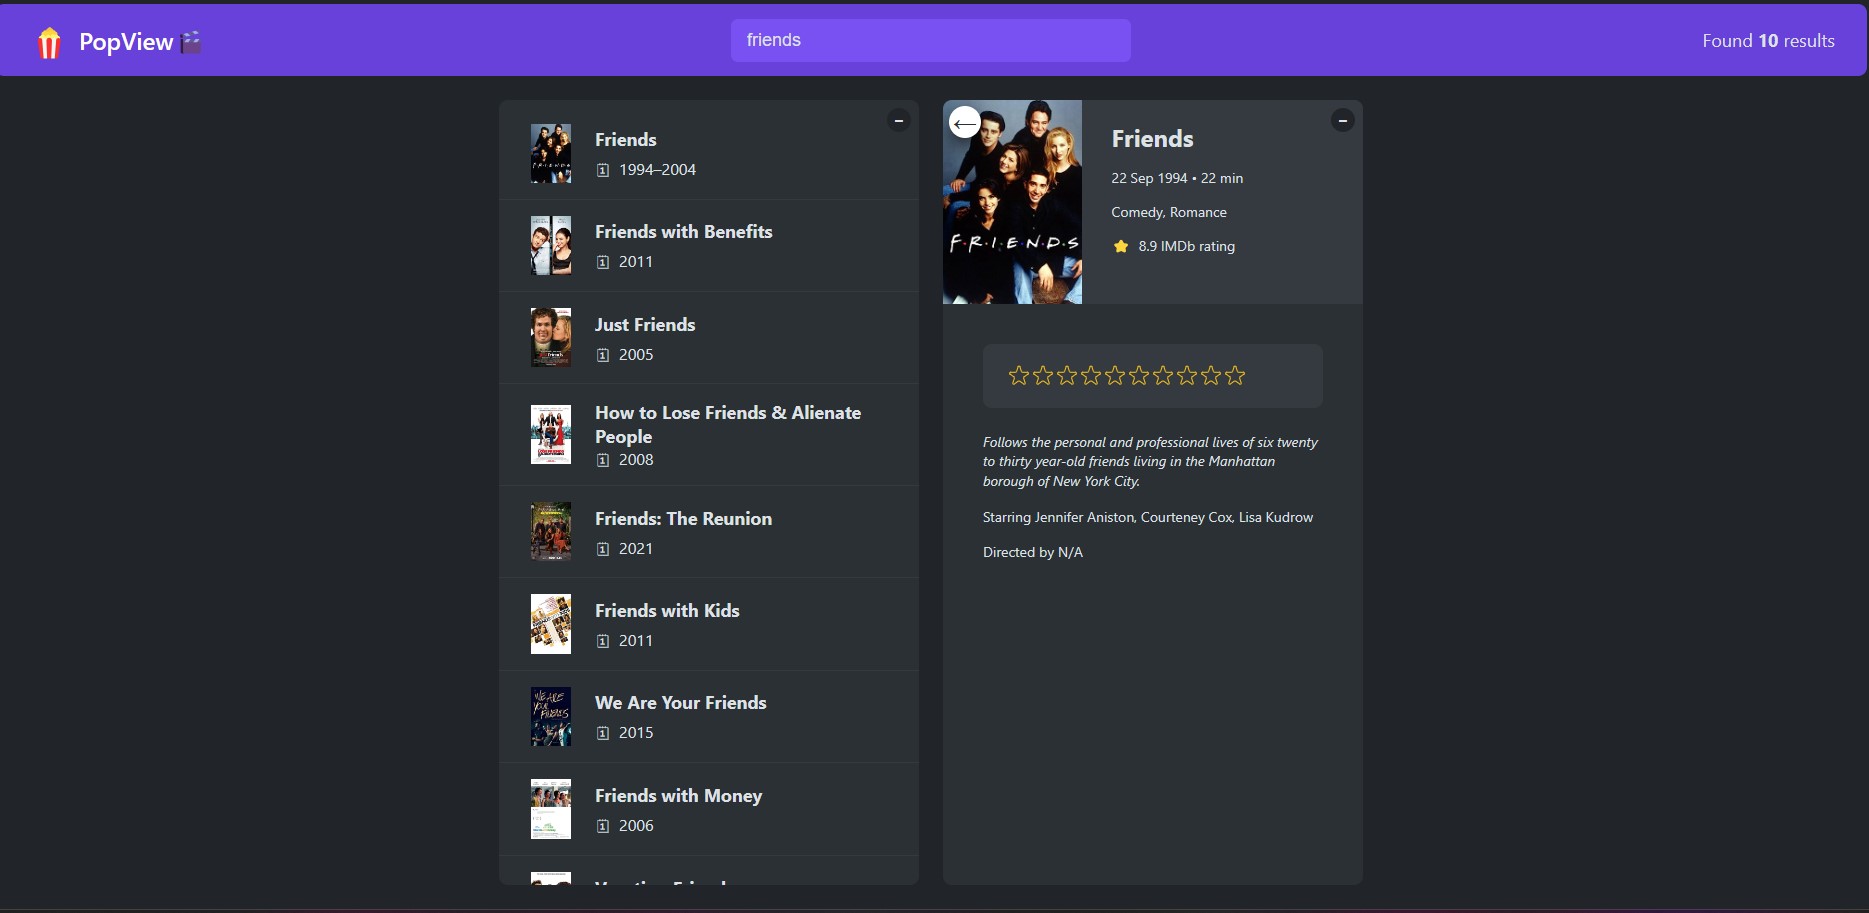 PopView
friends
Found 10 results
Friends
1994–2004
Friends with Benefits
2011
Just Friends
2005
How to Lose Friends & Alienate
People
2008
Friends: The Reunion
2021
Friends with Kids
2011
We Are Your Friends
2015
Friends with Money
2006
F·R·I·E·N·D·S
Friends
22 Sep 1994 • 22 min
Comedy, Romance
8.9 IMDb rating
Follows the personal and professional lives of six twenty
to thirty year-old friends living in the Manhattan
borough of New York City.
Starring Jennifer Aniston, Courteney Cox, Lisa Kudrow
Directed by N/A